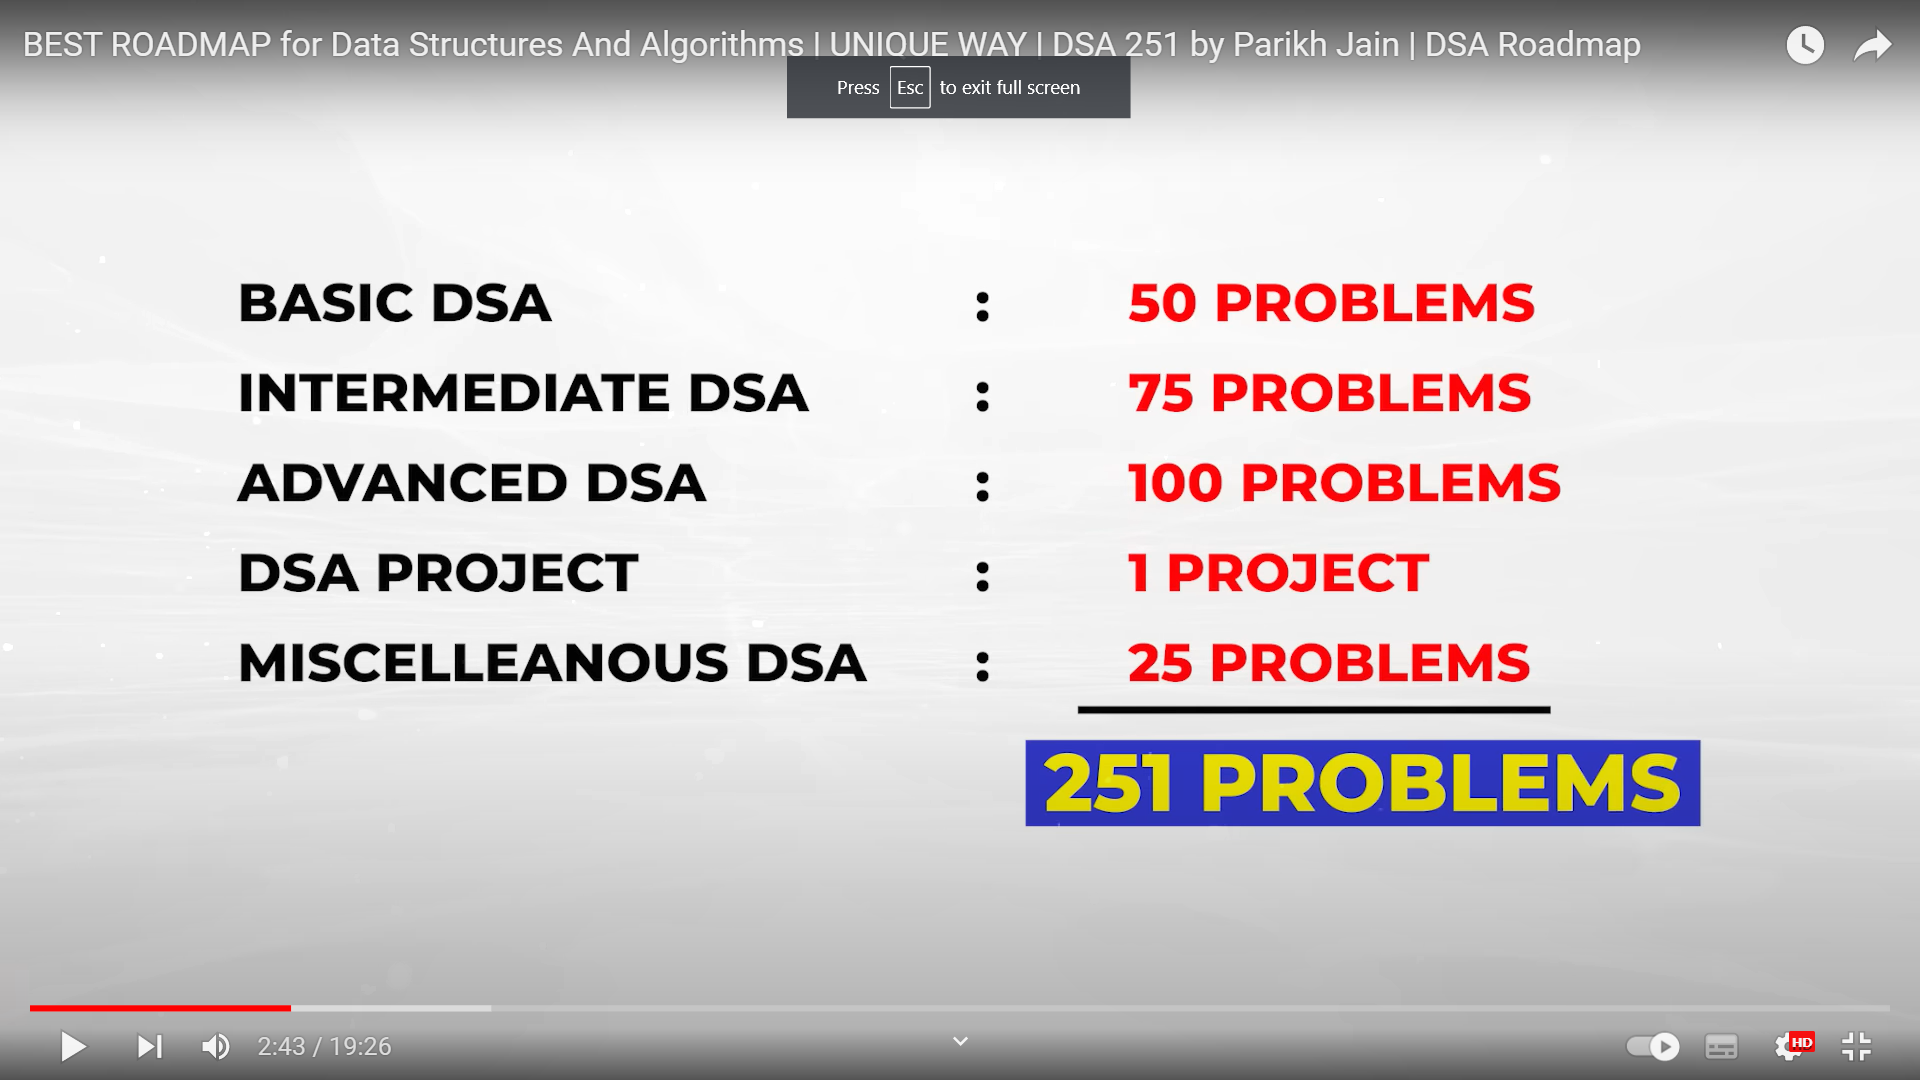 BEST ROADMAP for Data Structures And Algorithms | UNIQUE WAY | DSA 251 by Parikh Jain | DSA Roadmap
Press Esc to exit full screen
BASIC DSA : 50 PROBLEMS
INTERMEDIATE DSA : 75 PROBLEMS
ADVANCED DSA : 100 PROBLEMS
DSA PROJECT : 1 PROJECT
MISCELLEANOUS DSA : 25 PROBLEMS
251 PROBLEMS
2:43 / 19:26
HD